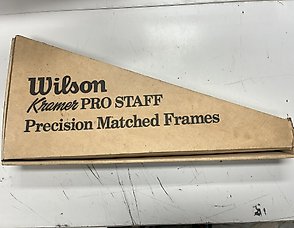 Wilson
Kramer PRO STAFF
Precision Matched Frames